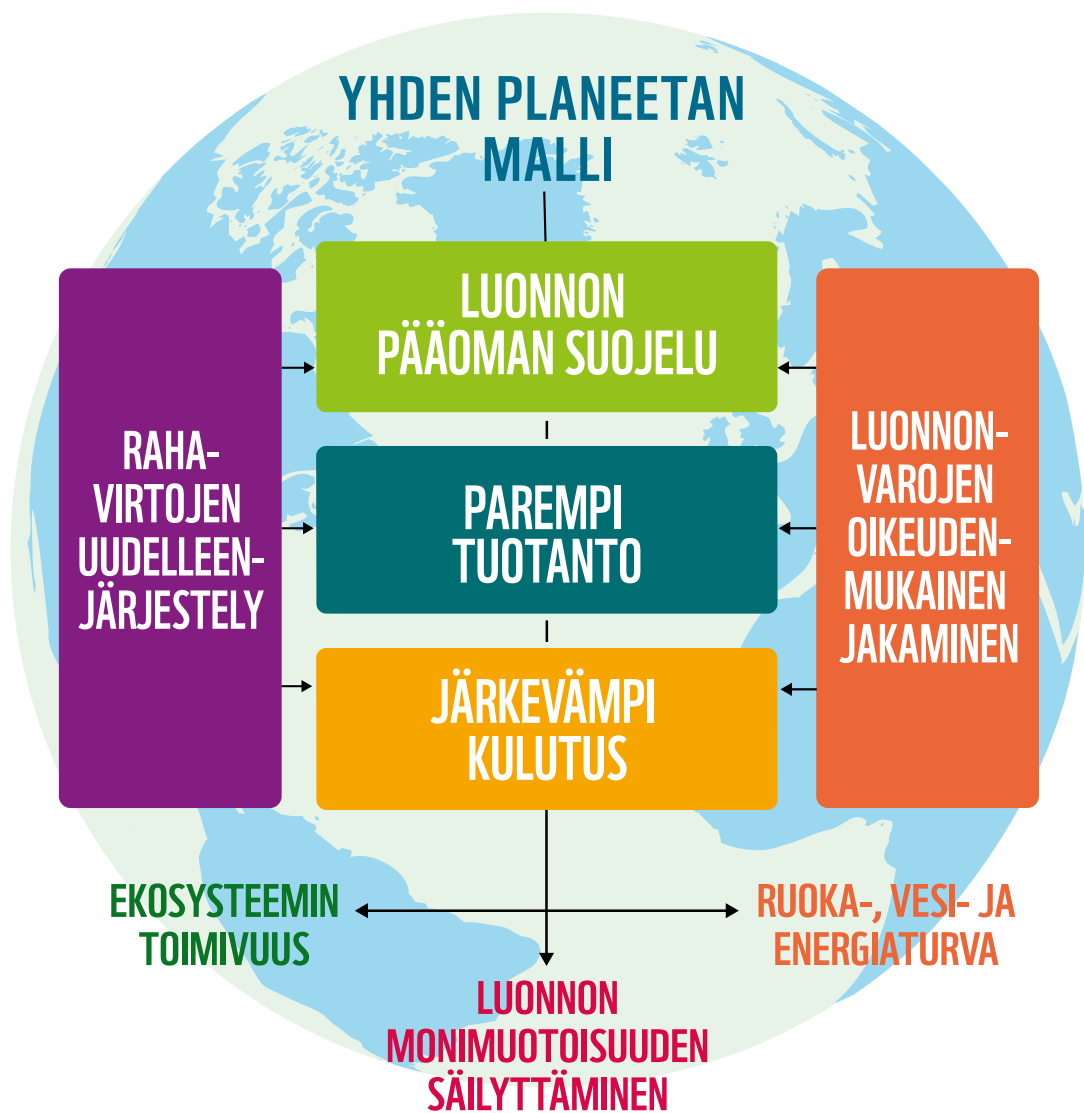 YHDEN PLANEETAN
MALLI
LUONNON
PÄÄOMAN SUOJELU
RAHA-
VIRTOJEN
UUDELLEEN-
JÄRJESTELY
PAREMPI
TUOTANTO
LUONNON-
VAROJEN
OIKEUDEN-
MUKAINEN
JAKAMINEN
JÄRKEVÄMPI
KULUTUS
EKOSYSTEEMIN
TOIMIVUUS
RUOKA-, VESI- JA
ENERGIATURVA
LUONNON
MONIMUOTOISUUDEN
SÄILYTTÄMINEN